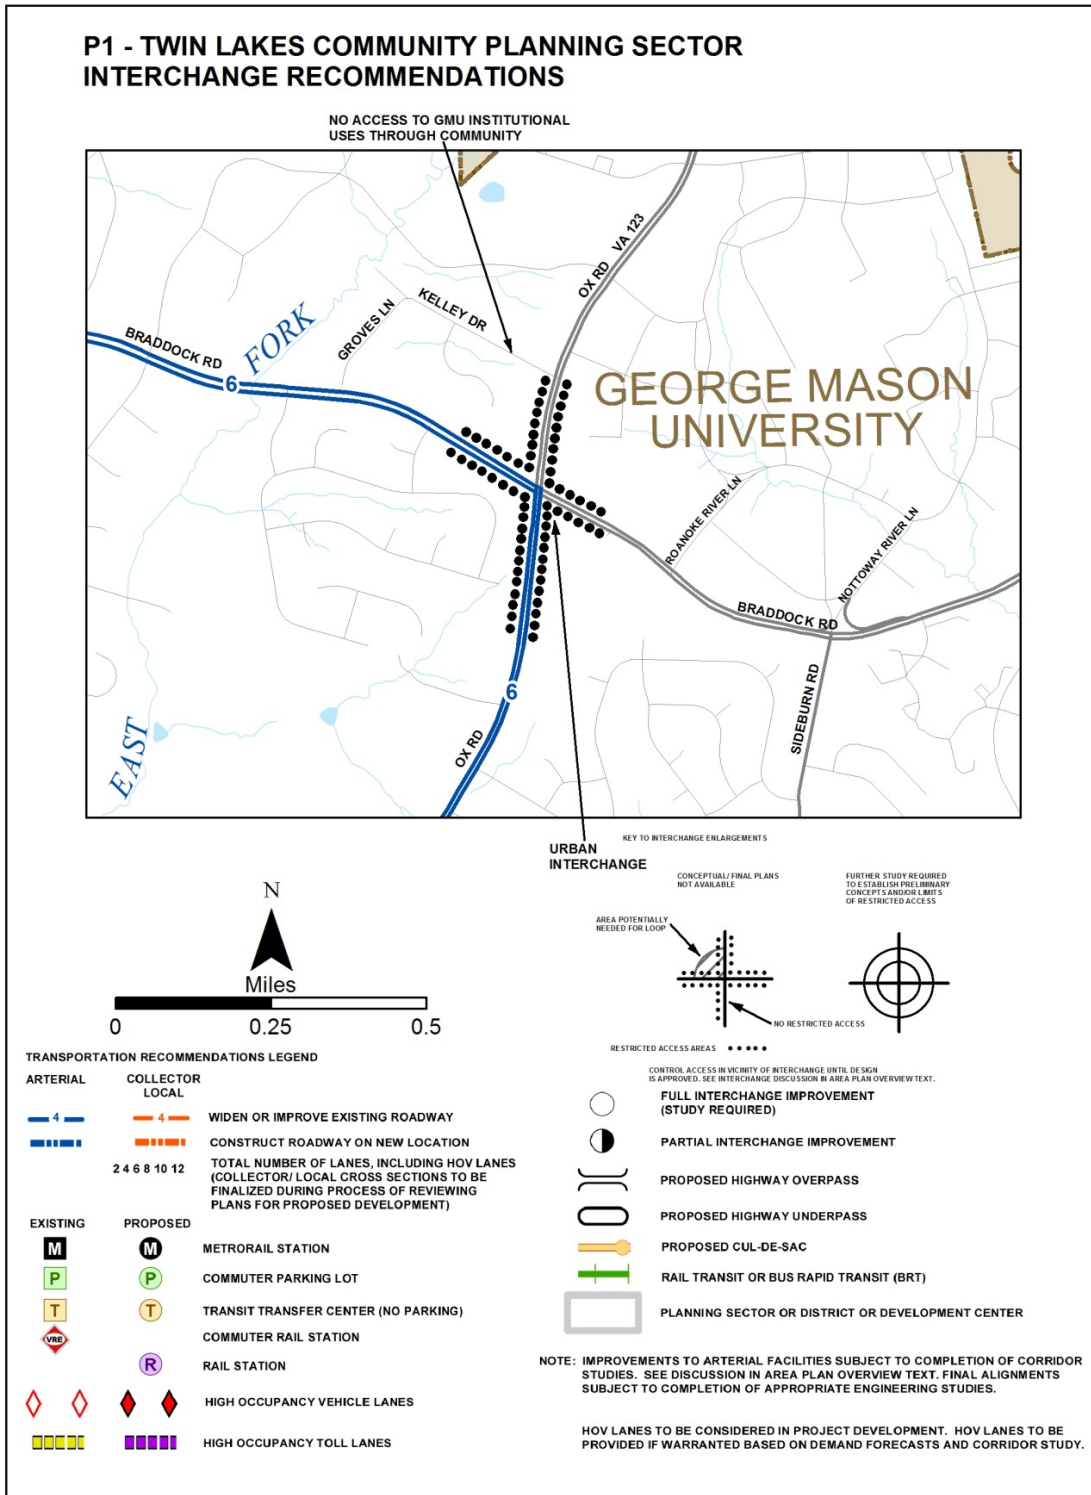 P1 - TWIN LAKES COMMUNITY PLANNING SECTOR
INTERCHANGE RECOMMENDATIONS
NO ACCESS TO GMU INSTITUTIONAL
USES THROUGH COMMUNITY
OX RD VA 123
KELLEY DR
GROVES LN
FORK
BRADDOCK RD
6
GEORGE MASON
UNIVERSITY
ROANOKE RIVER LN
NOTTOWAY RIVER LN
BRADDOCK RD
SIDEBURN RD
6
OX RD
EAST
URBAN
INTERCHANGE
KEY TO INTERCHANGE ENLARGEMENTS
CONCEPTUAL/ FINAL PLANS
NOT AVAILABLE
FURTHER STUDY REQUIRED
TO ESTABLISH PRELIMINARY
CONCEPTS AND/OR LIMITS
OF RESTRICTED ACCESS
AREA POTENTIALLY
NEEDED FOR LOOP
NO RESTRICTED ACCESS
RESTRICTED ACCESS AREAS
CONTROL ACCESS IN VICINITY OF INTERCHANGE UNTIL DESIGN
IS APPROVED. SEE INTERCHANGE DISCUSSION IN AREA PLAN OVERVIEW TEXT.
N
Miles
0 0.25 0.5
TRANSPORTATION RECOMMENDATIONS LEGEND
ARTERIAL
COLLECTOR
LOCAL
4 4 WIDEN OR IMPROVE EXISTING ROADWAY
CONSTRUCT ROADWAY ON NEW LOCATION
2 4 6 8 10 12
TOTAL NUMBER OF LANES, INCLUDING HOV LANES
(COLLECTOR/ LOCAL CROSS SECTIONS TO BE
FINALIZED DURING PROCESS OF REVIEWING
PLANS FOR PROPOSED DEVELOPMENT)
EXISTING PROPOSED
M M METRORAIL STATION
P P COMMUTER PARKING LOT
T T TRANSIT TRANSFER CENTER (NO PARKING)
VRE COMMUTER RAIL STATION
R RAIL STATION
HIGH OCCUPANCY VEHICLE LANES
HIGH OCCUPANCY TOLL LANES
FULL INTERCHANGE IMPROVEMENT
(STUDY REQUIRED)
PARTIAL INTERCHANGE IMPROVEMENT
PROPOSED HIGHWAY OVERPASS
PROPOSED HIGHWAY UNDERPASS
PROPOSED CUL-DE-SAC
RAIL TRANSIT OR BUS RAPID TRANSIT (BRT)
PLANNING SECTOR OR DISTRICT OR DEVELOPMENT CENTER
NOTE: IMPROVEMENTS TO ARTERIAL FACILITIES SUBJECT TO COMPLETION OF CORRIDOR
STUDIES. SEE DISCUSSION IN AREA PLAN OVERVIEW TEXT. FINAL ALIGNMENTS
SUBJECT TO COMPLETION OF APPROPRIATE ENGINEERING STUDIES.
HOV LANES TO BE CONSIDERED IN PROJECT DEVELOPMENT. HOV LANES TO BE
PROVIDED IF WARRANTED BASED ON DEMAND FORECASTS AND CORRIDOR STUDY.